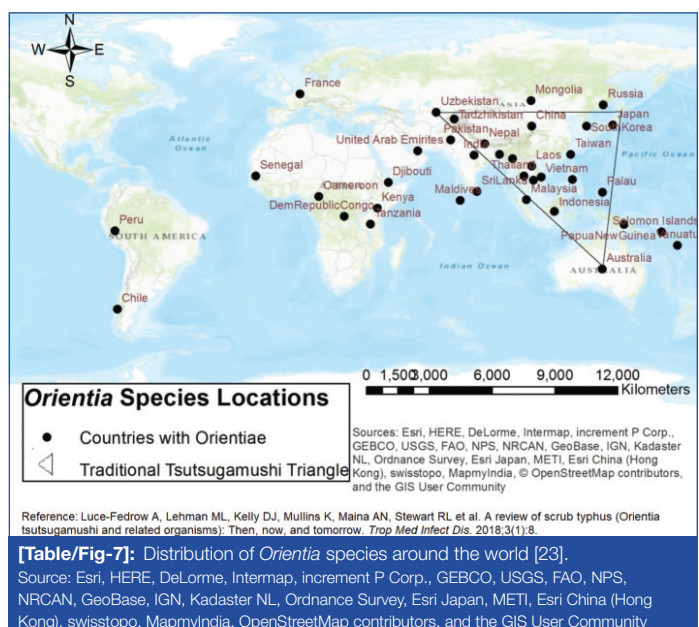 N
W E
S
France
Mongolia
Russia
Uzbekistan
ASIA
Tadzhikistan
China
Japan
SouthKorea
Atlantic
Ocean
Pakistan
Nepal
United Arab Emirites
India
Taiwan
Pacific Ocean
Senegal
Laos
Djibouti
Thailand
Vietnam
Cameroon
Maldives
SriLanka
Malaysia
Palau
DemRepublicCongo
Kenya
Indonesia
Tanzania
Peru
SOUTH AMERICA
Solomon Islands
PapuaNewGuinea
Vanuatu
Indian Ocean
Australia
AUSTRALIA
Chile
0 1,500 3,000 6,000 9,000 12,000
Kilometers
Orientia Species Locations
Countries with Orientiae
Traditional Tsutsugamushi Triangle
Sources: Esri, HERE, DeLorme, Intermap, increment P Corp.,
GEBCO, USGS, FAO, NPS, NRCAN, GeoBase, IGN, Kadaster
NL, Ordnance Survey, Esri Japan, METI, Esri China (Hong
Kong), swisstopo, MapmyIndia, © OpenStreetMap contributors,
and the GIS User Community
Reference: Luce-Fedrow A, Lehman ML, Kelly DJ, Mullins K, Maina AN, Stewart RL et al. A review of scrub typhus (Orientia
tsutsugamushi and related organisms): Then, now, and tomorrow. Trop Med Infect Dis. 2018;3(1):8.
[Table/Fig-7]: Distribution of Orientia species around the world [23].
Source: Esri, HERE, DeLorme, Intermap, increment P Corp., GEBCO, USGS, FAO, NPS,
NRCAN, GeoBase, IGN, Kadaster NL, Ordnance Survey, Esri Japan, METI, Esri China (Hong
Kong), swisstopo, MapmyIndia, OpenStreetMap contributors, and the GIS User Community